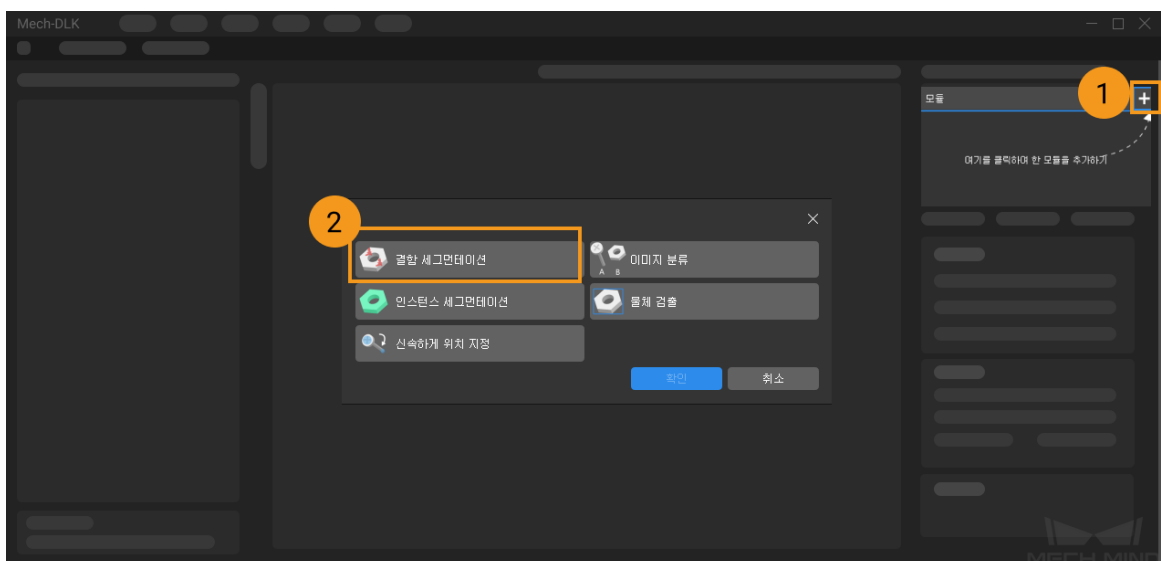 Mech-DLK
모듈
1
여기를 클릭하여 한 모듈을 추가하기
2
결함 세그먼테이션
이미지 분류
A B
인스턴스 세그먼테이션
물체 검출
신속하게 위치 지정
확인
취소
MECH MIND